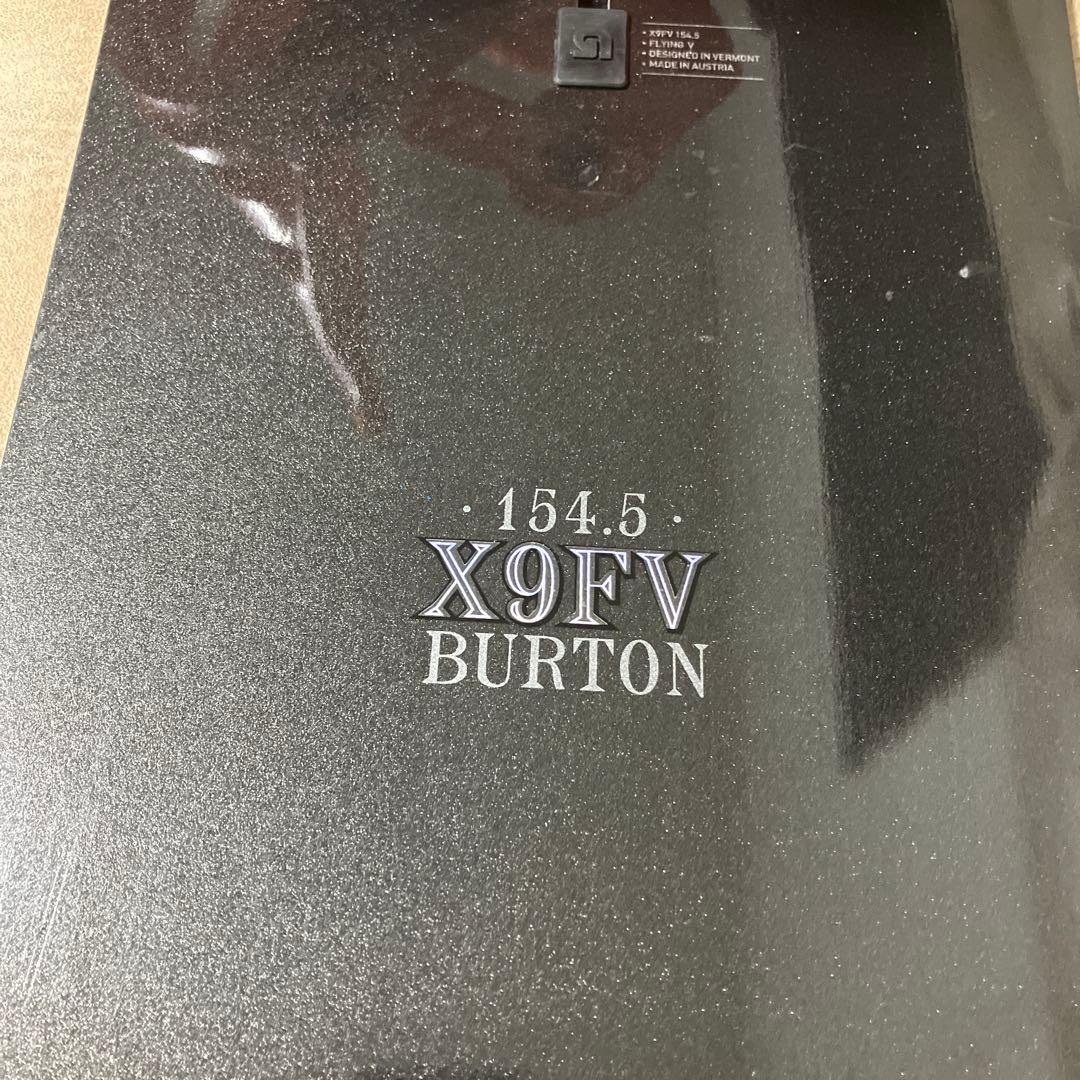 • X9FV 154.5
• FLYING V
• DESIGNED IN VERMONT
• MADE IN AUSTRIA
· 154.5 ·
X9FV
BURTON